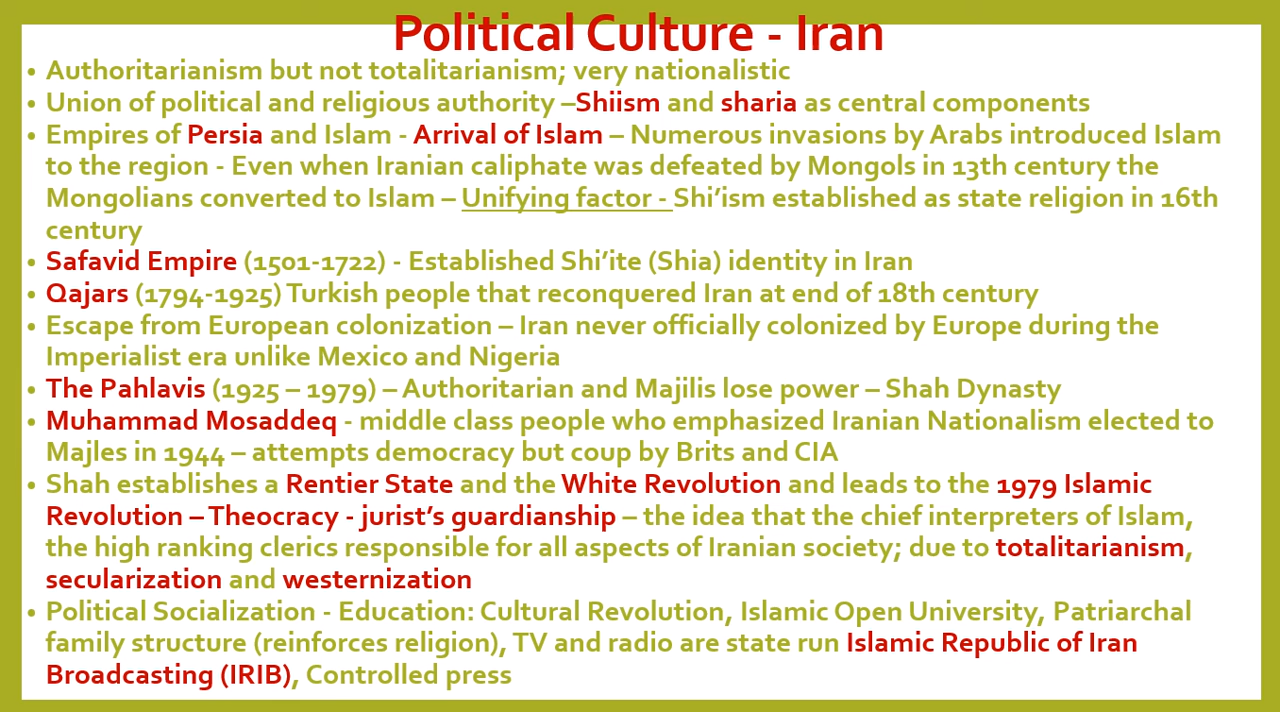 Political Culture - Iran
• Authoritarianism but not totalitarianism; very nationalistic
• Union of political and religious authority –Shiism and sharia as central components
• Empires of Persia and Islam - Arrival of Islam – Numerous invasions by Arabs introduced Islam
to the region - Even when Iranian caliphate was defeated by Mongols in 13th century the
Mongolians converted to Islam – Unifying factor - Shi’ism established as state religion in 16th
century
• Safavid Empire (1501-1722) - Established Shi’ite (Shia) identity in Iran
• Qajars (1794-1925) Turkish people that reconquered Iran at end of 18th century
• Escape from European colonization – Iran never officially colonized by Europe during the
Imperialist era unlike Mexico and Nigeria
• The Pahlavis (1925 – 1979) – Authoritarian and Majilis lose power – Shah Dynasty
• Muhammad Mosaddeq - middle class people who emphasized Iranian Nationalism elected to
Majles in 1944 – attempts democracy but coup by Brits and CIA
• Shah establishes a Rentier State and the White Revolution and leads to the 1979 Islamic
Revolution – Theocracy - jurist’s guardianship – the idea that the chief interpreters of Islam,
the high ranking clerics responsible for all aspects of Iranian society; due to totalitarianism,
secularization and westernization
• Political Socialization - Education: Cultural Revolution, Islamic Open University, Patriarchal
family structure (reinforces religion), TV and radio are state run Islamic Republic of Iran
Broadcasting (IRIB), Controlled press